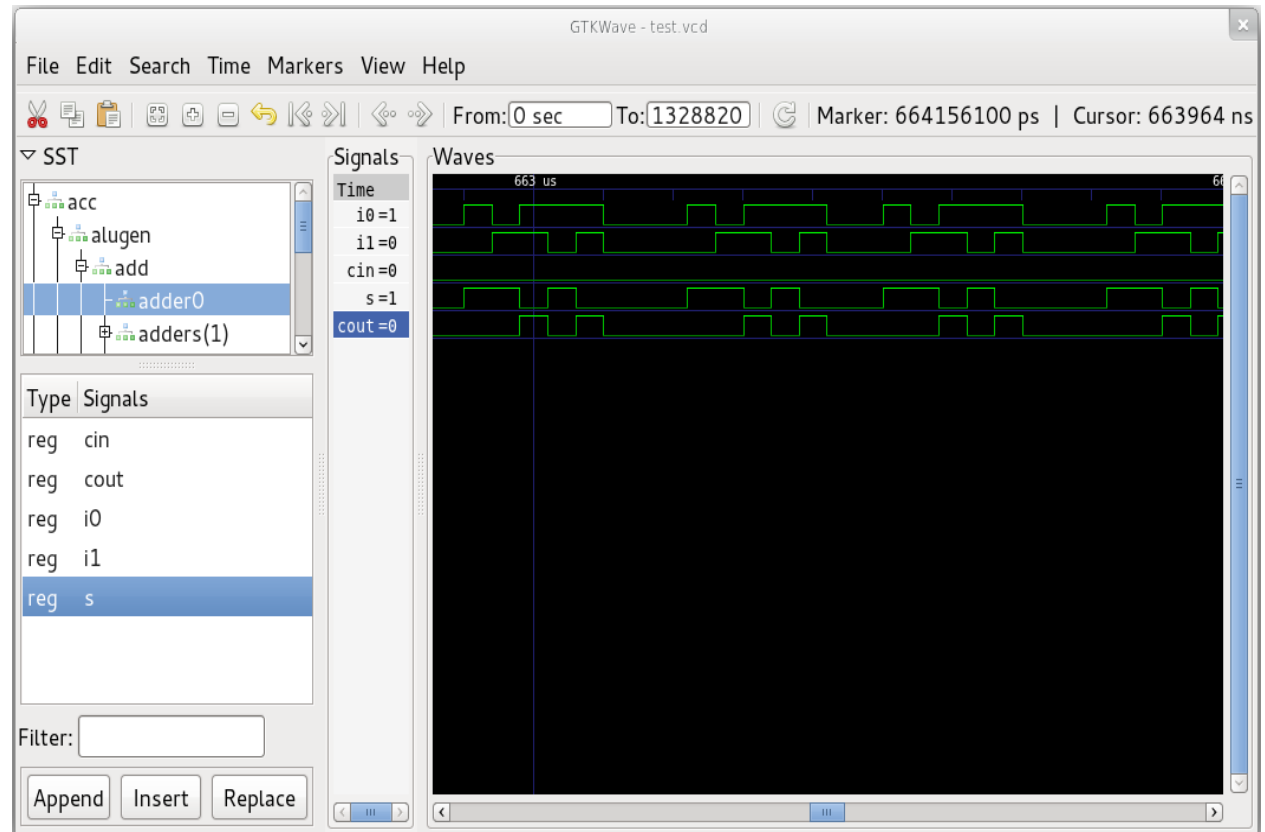 GTKWave - test.vcd
File Edit Search Time Markers View Help
From: 0 sec To: 1328820 Marker: 664156100 ps | Cursor: 663964 ns
SST
acc
alugen
add
adder0
adders(1)
Type Signals
reg cin
reg cout
reg i0
reg i1
reg s
Filter:
Append Insert Replace
Signals
Time
i0 =1
i1 =0
cin =0
s =1
cout =0
Waves
663 us